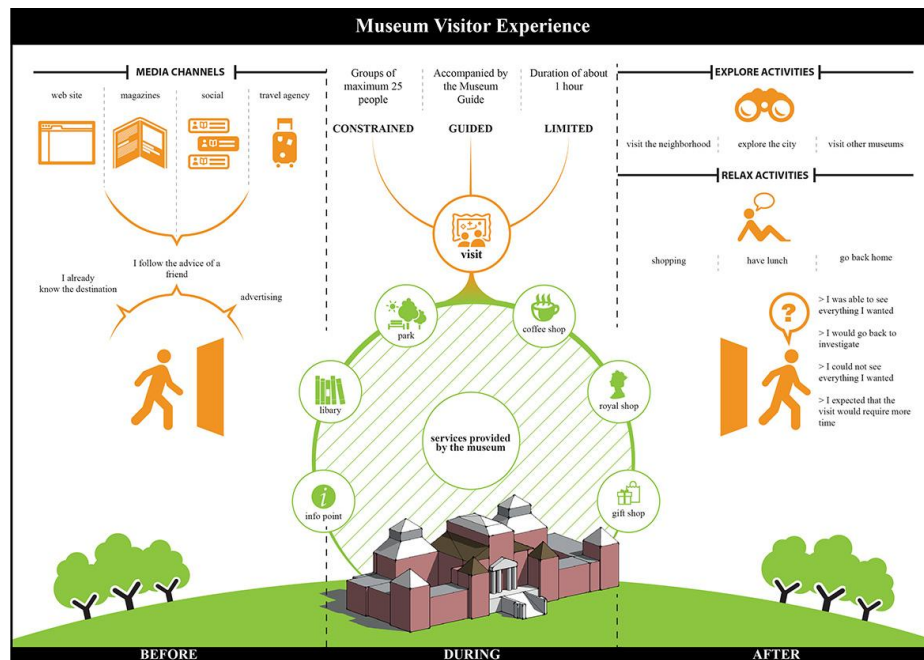 Museum Visitor Experience
MEDIA CHANNELS
web site
magazines
social
travel agency
I follow the advice of a
friend
I already
know the destination
advertising
Groups of
maximum 25
people
Accompanied by
the Museum
Guide
Duration of about
1 hour
CONSTRAINED
GUIDED
LIMITED
visit
park
coffee shop
libary
royal shop
services provided
by the museum
info point
gift shop
EXPLORE ACTIVITIES
visit the neighborhood
explore the city
visit other museums
RELAX ACTIVITIES
shopping
have lunch
go back home
> I was able to see
everything I wanted
> I would go back to
investigate
> I could not see
everything I wanted
> I expected that the
visit would require more
time
BEFORE
DURING
AFTER